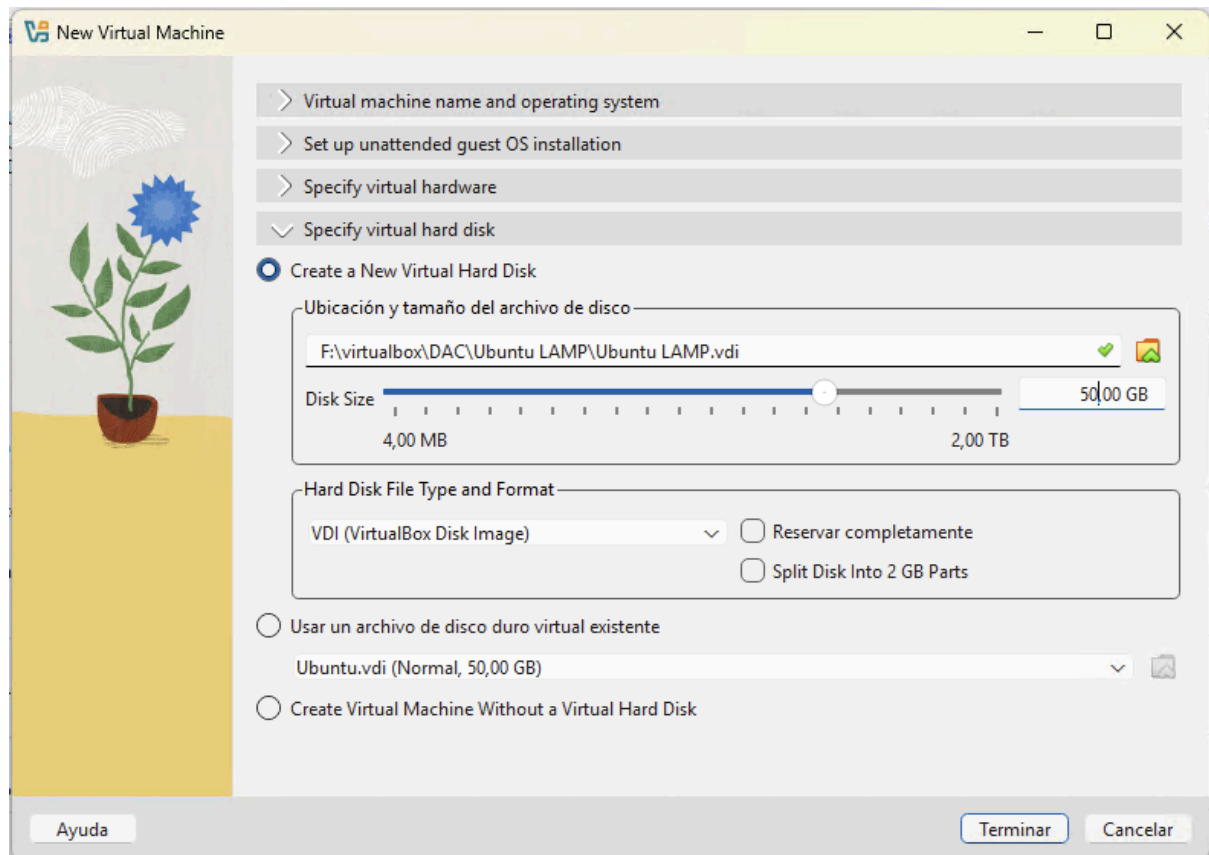 New Virtual Machine
Virtual machine name and operating system
Set up unattended guest OS installation
Specify virtual hardware
Specify virtual hard disk
Create a New Virtual Hard Disk
Ubicación y tamaño del archivo de disco
F:\virtualbox\DAC\Ubuntu LAMP\Ubuntu LAMP.vdi
Disk Size 50,00 GB
4,00 MB 2,00 TB
Hard Disk File Type and Format
VDI (VirtualBox Disk Image) Reservar completamente
Split Disk Into 2 GB Parts
Usar un archivo de disco duro virtual existente
Ubuntu.vdi (Normal, 50,00 GB)
Create Virtual Machine Without a Virtual Hard Disk
Ayuda Terminar Cancelar